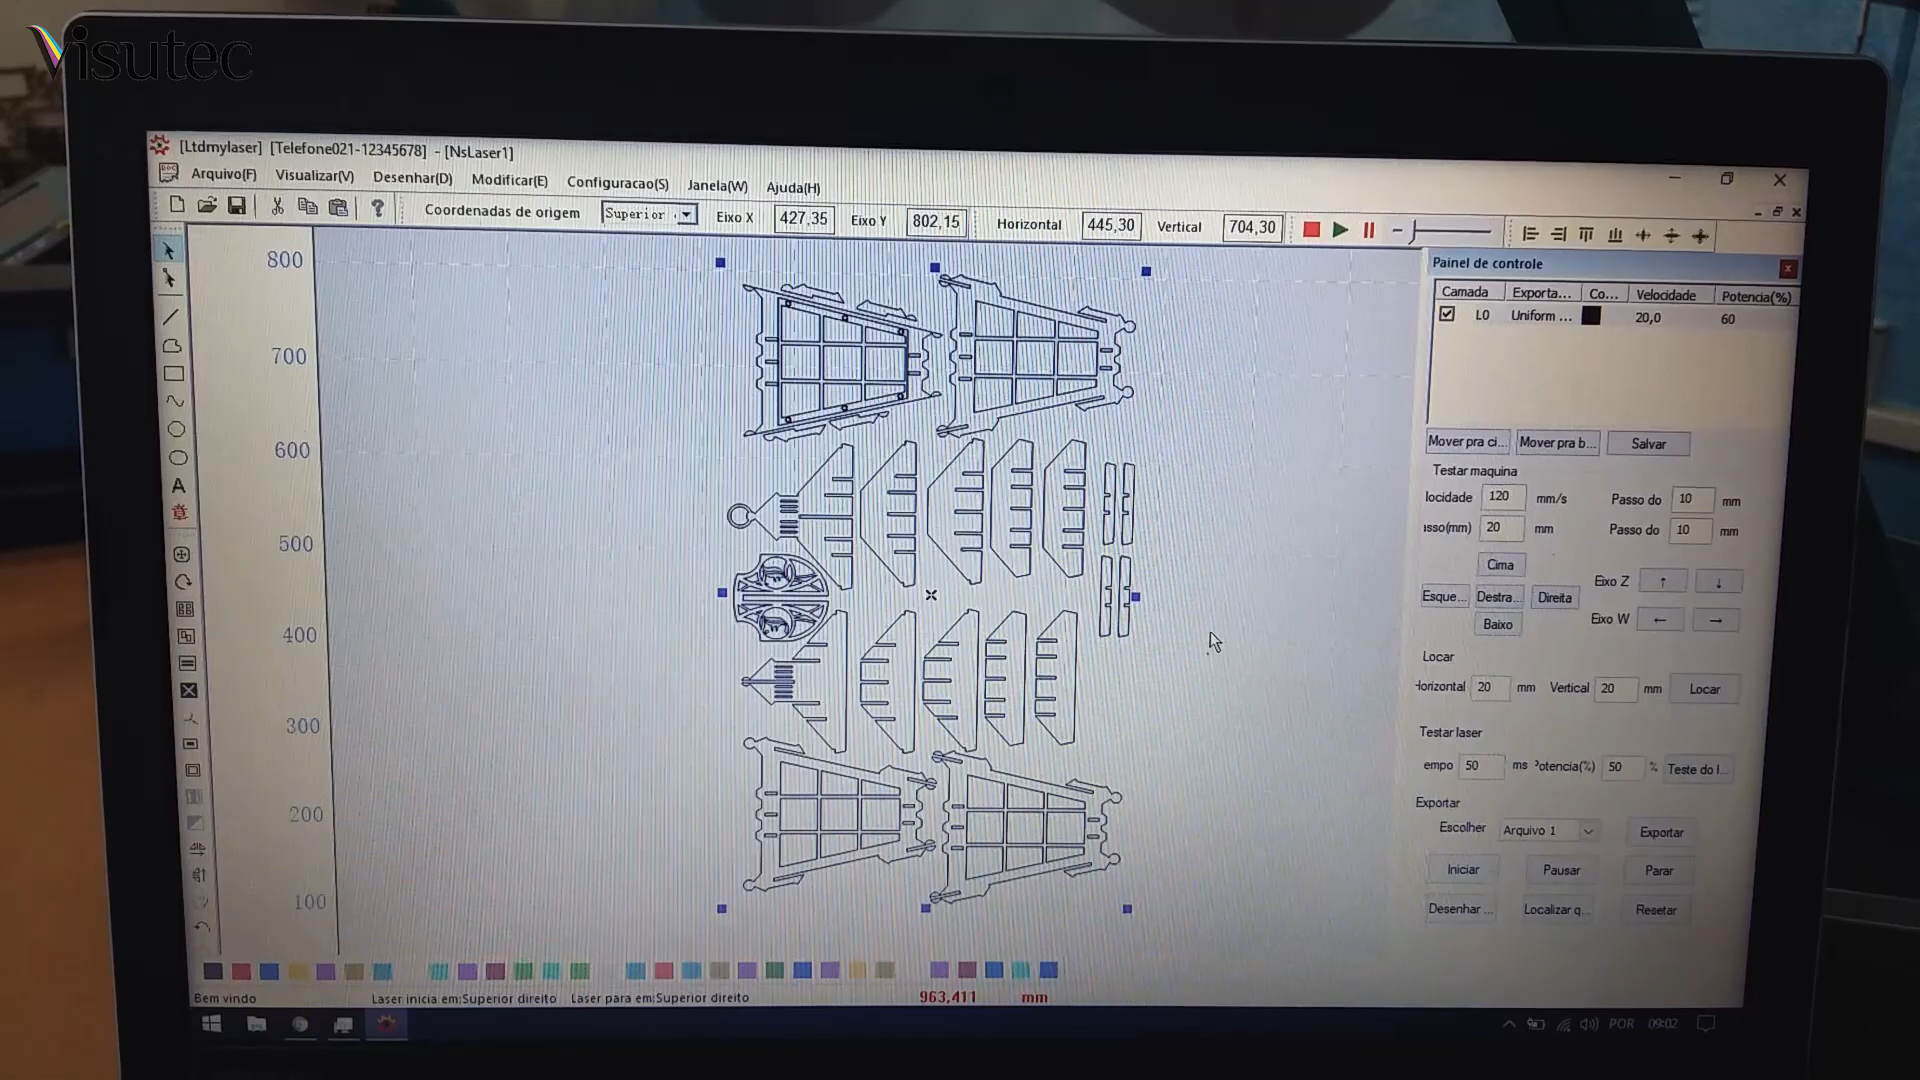 Visutec
[Ltdmylaser] [Telefone021-12345678] - [NsLaser1]
Arquivo(F) Visualizar(V) Desenhar(D) Modificar(E) Configuracao(S) Janela(W) Ajuda(H)
Coordenadas de origem Superior Eixo X 427,35 Eixo Y 802,15 Horizontal 445,30 Vertical 704,30
800
700
600
500
400
300
200
100
A
章
Painel de controle
Camada Exporta... Co... Velocidade Potencia(%)
L0 Uniform ... 20,0 60
Mover pra ci... Mover pra b... Salvar
Testar maquina
locidade 120 mm/s Passo do 10 mm
asso(mm) 20 mm Passo do 10 mm
Cima
Eixo Z ↑ ↓
Esque... Destra... Direita
Eixo W ← →
Baixo
Locar
Horizontal 20 mm Vertical 20 mm Locar
Testar laser
empo 50 ms Potencia(%) 50 % Teste do l...
Exportar
Escolher Arquivo 1 Exportar
Iniciar Pausar Parar
Desenhar ... Localizar q... Resetar
Bem vindo Laser inicia em:Superior direito Laser para em:Superior direito 963,411 mm
POR 09:02